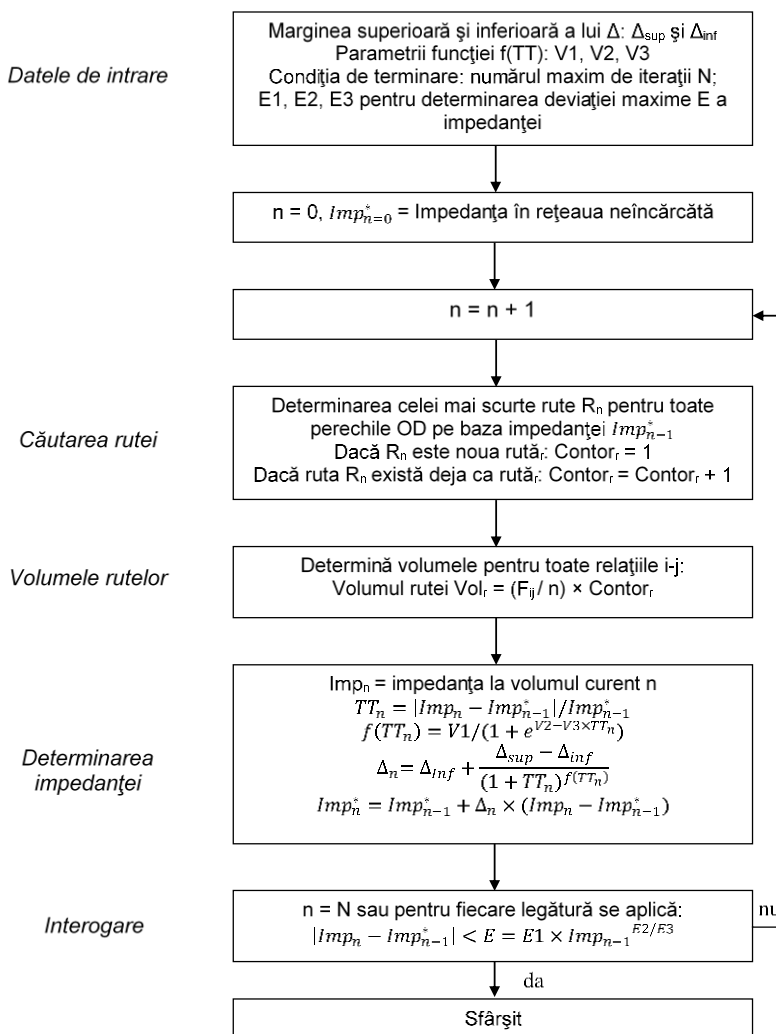 Datele de intrare
Marginea superioară şi inferioară a lui Δ: Δsup şi Δinf
Parametrii funcţiei f(TT): V1, V2, V3
Condiţia de terminare: numărul maxim de iteraţii N;
E1, E2, E3 pentru determinarea deviaţiei maxime E a
impedanţei
n = 0, Imp*n=0 = Impedanţa în reţeaua neîncărcată
n = n + 1
Căutarea rutei
Determinarea celei mai scurte rute Rn pentru toate
perechile OD pe baza impedanţei Imp*n−1
Dacă Rn este noua rutăr: Contorr = 1
Dacă ruta Rn există deja ca rutăr: Contorr = Contorr + 1
Volumele rutelor
Determină volumele pentru toate relaţiile i-j:
Volumul rutei Volr = (Fij / n) × Contorr
Determinarea
impedanţei
Impn = impedanţa la volumul curent n
TTn = |Impn − Imp*n−1|/Imp*n−1
f(TTn) = V1/(1 + e^(V2−V3×TTn))
Δn = ΔInf + (Δsup − Δinf) / (1 + TTn)^f(TTn)
Imp*n = Imp*n−1 + Δn × (Impn − Imp*n−1)
Interogare
n = N sau pentru fiecare legătură se aplică:
|Impn − Imp*n−1| < E = E1 × Impn−1^E2/E3
nu
da
Sfârşit